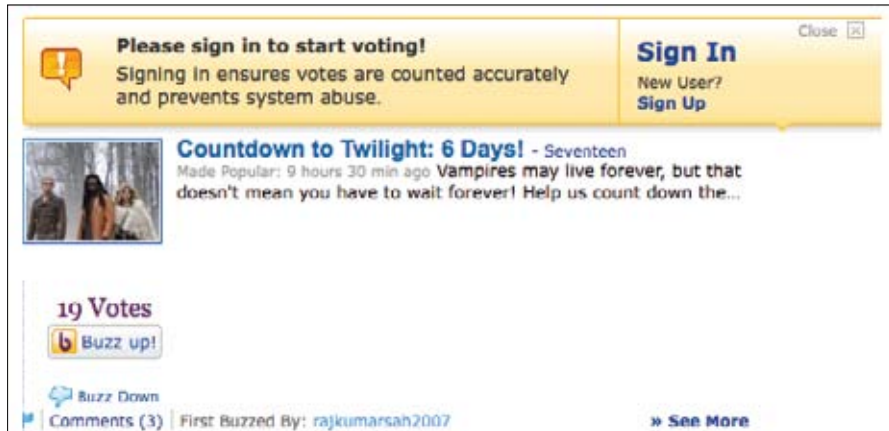 Close
Please sign in to start voting!
Signing in ensures votes are counted accurately
and prevents system abuse.
Sign In
New User?
Sign Up
Countdown to Twilight: 6 Days! - Seventeen
Made Popular: 9 hours 30 min ago Vampires may live forever, but that
doesn't mean you have to wait forever! Help us count down the...
19 Votes
b Buzz up!
Buzz Down
Comments (3) First Buzzed By: rajkumarsah2007 » See More